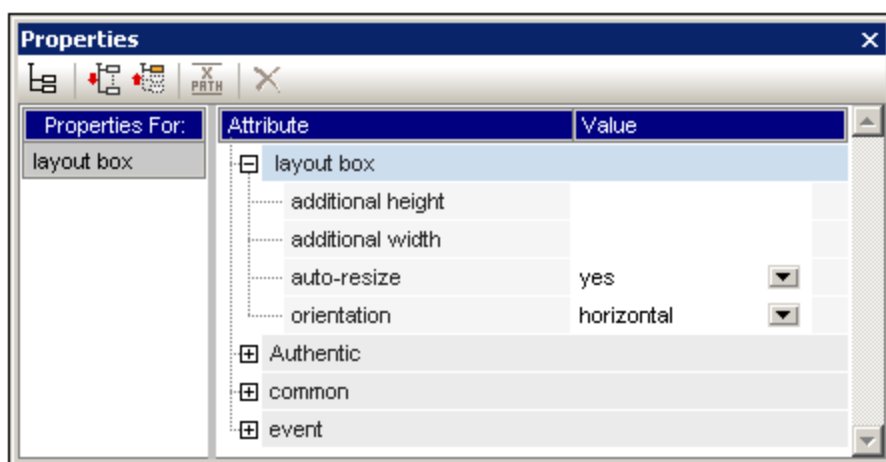 Properties
X
PATH
Properties For:
Attribute
Value
layout box
layout box
additional height
additional width
auto-resize
yes
orientation
horizontal
Authentic
common
event